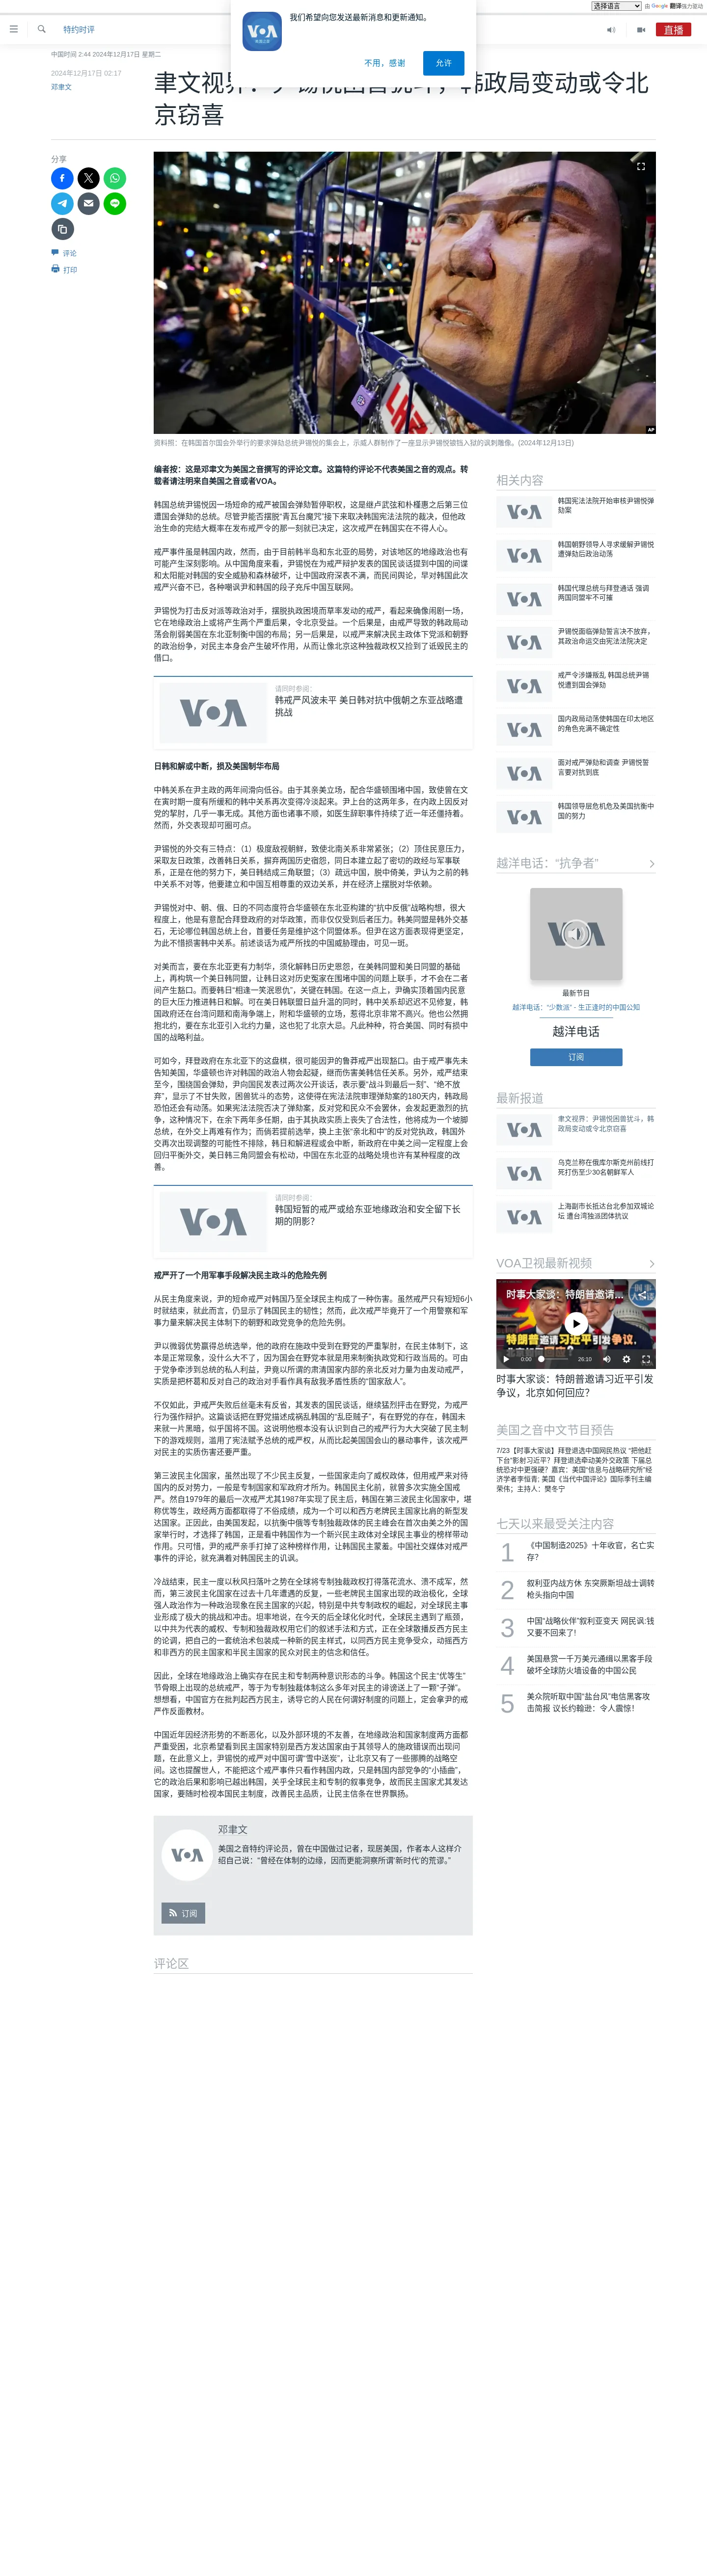 选择语言
由 Google 翻译强力驱动
特约时评
直播
VOA
我们希望向您发送最新消息和更新通知。
不用,感谢
允许
中国时间 2:44 2024年12月17日 星期二
2024年12月17日 02:17
邓聿文
聿文视界:尹锡悦困兽犹斗,韩政局变动或令北
京窃喜
分享
评论
打印
AP
资料照:在韩国首尔国会外举行的要求弹劾总统尹锡悦的集会上,示威人群制作了一座显示尹锡悦锒铛入狱的讽刺雕像。(2024年12月13日)
编者按:这是邓聿文为美国之音撰写的评论文章。这篇特约评论不代表美国之音的观点。转
载者请注明来自美国之音或者VOA。
韩国总统尹锡悦因一场短命的戒严被国会弹劾暂停职权,这是继卢武弦和朴槿惠之后第三位
遭国会弹劾的总统。尽管尹能否摆脱“青瓦台魔咒”接下来取决韩国宪法法院的裁决,但他政
治生命的完结大概率在发布戒严令的那一刻就已决定,这次戒严在韩国实在不得人心。
戒严事件虽是韩国内政,然而,由于目前韩半岛和东北亚的局势,对该地区的地缘政治也有
可能产生深刻影响。从中国角度来看,尹锡悦在为戒严辩护发表的国民谈话提到中国的间谍
和太阳能对韩国的安全威胁和森林破坏,让中国政府深表不满,而民间舆论,早对韩国此次
戒严兴奋不已,各种嘲讽尹和韩国的段子充斥中国互联网。
尹锡悦为打击反对派等政治对手,摆脱执政困境而草率发动的戒严,看起来确像闹剧一场,
它在地缘政治上或将产生两个严重后果,令北京受益。一个后果是,由戒严导致的韩政局动
荡会削弱美国在东北亚制衡中国的布局;另一后果是,以戒严来解决民主政体下党派和朝野
的政治纷争,对民主本身会产生破坏作用,从而让像北京这种独裁政权又捡到了诋毁民主的
借口。
VOA
请同时参阅:
韩戒严风波未平 美日韩对抗中俄朝之东亚战略遭
挑战
日韩和解或中断,损及美国制华布局
中韩关系在尹主政的两年间滑向低谷。由于其亲美立场,配合华盛顿围堵中国,致使曾在文
在寅时期一度有所缓和的韩中关系再次变得冷淡起来。尹上台的这两年多,在内政上因反对
党的掣肘,几乎一事无成。其他方面也诸事不顺,如医生辞职事件持续了近一年还僵持着。
然而,外交表现却可圈可点。
尹锡悦的外交有三特点:(1)极度敌视朝鲜,致使北南关系非常紧张;(2)顶住民意压力,
采取友日政策,改善韩日关系,摒弃两国历史宿怨,同日本建立起了密切的政经与军事联
系,正是在他的努力下,美日韩结成三角联盟;(3)疏远中国,脱中倚美,尹认为之前的韩
中关系不对等,他要建立和中国互相尊重的双边关系,并在经济上摆脱对华依赖。
尹锡悦对中、朝、俄、日的不同态度符合华盛顿在东北亚构建的“抗中反俄”战略构想,很大
程度上,他是有意配合拜登政府的对华政策,而非仅仅受到后者压力。韩美同盟是韩外交基
石,无论哪位韩国总统上台,首要任务是维护这个同盟体系。但尹在这方面表现得更坚定,
为此不惜损害韩中关系。前述谈话为戒严所找的中国威胁理由,可见一斑。
对美而言,要在东北亚更有力制华,须化解韩日历史恩怨,在美韩同盟和美日同盟的基础
上,再构筑一个美日韩同盟,让韩日这对历史冤家在围堵中国的问题上联手,才不会在二者
间产生豁口。而要韩日“相逢一笑泯恩仇”,关键在韩国。在这一点上,尹确实顶着国内民意
的巨大压力推进韩日和解。可在美日韩联盟日益升温的同时,韩中关系却迟迟不见修复,韩
国政府还在台湾问题和南海争端上,附和华盛顿的立场,惹得北京非常不高兴。他也公然拥
抱北约,要在东北亚引入北约力量,这也犯了北京大忌。凡此种种,符合美国、同时有损中
国的战略利益。
可如今,拜登政府在东北亚下的这盘棋,很可能因尹的鲁莽戒严出现豁口。由于戒严事先未
告知美国,华盛顿也许对韩国的政治人物会起疑,继而伤害美韩信任关系。另外,戒严结束
至今,围绕国会弹劾,尹向国民发表过两次公开谈话,表示要“战斗到最后一刻”、“绝不放
弃”,显示了不甘失败,困兽犹斗的态势,这使得在宪法法院审理弹劾案的180天内,韩政局
恐怕还会有动荡。如果宪法法院否决了弹劾案,反对党和民众不会罢休,会发起更激烈的抗
争,这种情况下,在余下两年多任期,由于其执政实质上丧失了合法性,他将成为一个坡脚
总统,在外交上再难有作为;而倘若提前选举,换上主张“亲北和中”的反对党执政,韩国外
交再次出现调整的可能性不排除,韩日和解进程或会中断,新政府在中美之间一定程度上会
回归平衡外交,美日韩三角同盟会有松动,中国在东北亚的战略处境也许有某种程度的改
善。
VOA
请同时参阅:
韩国短暂的戒严或给东亚地缘政治和安全留下长
期的阴影?
戒严开了一个用军事手段解决民主政斗的危险先例
从民主角度来说,尹的短命戒严对韩国乃至全球民主构成了一种伤害。虽然戒严只有短短6小
时就结束,就此而言,仍显示了韩国民主的韧性;然而,此次戒严毕竟开了一个用警察和军
事力量来解决民主体制下的朝野和政党竞争的危险先例。
尹以微弱优势赢得总统选举,他的政府在施政中受到在野党的严重掣肘,在民主体制下,这
本是正常现象,没什么大不了,因为国会在野党本就是用来制衡执政党和行政当局的。可由
于党争牵涉到总统的私人利益,尹竟以所谓的肃清国家内部的亲北反对力量为由发动戒严,
实质是把杯葛和反对自己的政治对手看作具有敌我矛盾性质的“国家敌人”。
不仅如此,尹戒严失败后丝毫未有反省,其发表的国民谈话,继续猛烈抨击在野党,为戒严
行为强作辩护。这篇谈话把在野党描述成祸乱韩国的“乱臣贼子”,有在野党的存在,韩国未
来就一片黑暗,似乎国将不国。这说明他根本没有认识到自己的戒严行为大大突破了民主制
下的游戏规则,滥用了宪法赋予总统的戒严权,从而比起美国国会山的暴动事件,该次戒严
对民主的实质伤害还要严重。
第三波民主化国家,虽然出现了不少民主反复,一些国家走向了威权政体,但用戒严来对待
国内的反对势力,一般是专制国家和军政府才所为。韩国民主化前,就曾多次实施全国戒
严。然自1979年的最后一次戒严尤其1987年实现了民主后,韩国在第三波民主化国家中,堪
称优等生,政经两方面都取得了不俗成绩,成为一个可以和西方老牌民主国家比肩的新型发
达国家。正因此,由美国发起,以抗衡中俄等专制独裁政体的民主峰会在首次由美之外的国
家举行时,才选择了韩国,正是看中韩国作为一个新兴民主政体对全球民主事业的榜样带动
作用。只可惜,尹的戒严亲手打掉了这种榜样作用,让韩国民主蒙羞。中国社交媒体对戒严
事件的评论,就充满着对韩国民主的讥讽。
冷战结束,民主一度以秋风扫落叶之势在全球将专制独裁政权打得落花流水、溃不成军,然
而,第三波民主化国家在过去十几年遭遇的反复,一些老牌民主国家出现的政治极化,全球
强人政治作为一种政治现象在民主国家的兴起,特别是中共专制政权的崛起,对全球民主事
业形成了极大的挑战和冲击。坦率地说,在今天的后全球化化时代,全球民主遇到了瓶颈,
以中共为代表的威权、专制和独裁政权用它们的叙述手法和方式,正在全球散播反西方民主
的论调,把自己的一套统治术包装成一种新的民主样式,以同西方民主竞争受众,动摇西方
和非西方的民主国家和半民主国家的民众对民主的信念和信任。
因此,全球在地缘政治上确实存在民主和专制两种意识形态的斗争。韩国这个民主“优等生”
节骨眼上出现的总统戒严,等于为专制独裁体制这么多年对民主的诽谤送上了一颗“子弹”。
想想看,中国官方在批判起西方民主,诱导它的人民在何谓好制度的问题上,定会拿尹的戒
严作反面教材。
中国近年因经济形势的不断恶化,以及外部环境的不友善,在地缘政治和国家制度两方面都
严重受困,北京希望看到民主国家特别是西方发达国家由于其领导人的施政错误而出现问
题,在此意义上,尹锡悦的戒严对中国可谓“雪中送炭”,让北京又有了一些挪腾的战略空
间。这也提醒世人,不能把这个戒严事件只看作韩国内政,只是韩国内部党争的“小插曲”,
它的政治后果和影响已越出韩国,关乎全球民主和专制的叙事竞争,故而民主国家尤其发达
国家,要随时检视本国民主制度,改善民主品质,让民主信条在世界飘扬。
VOA
邓聿文
美国之音特约评论员,曾在中国做过记者,现居美国,作者本人这样介
绍自己说:“曾经在体制的边缘,因而更能洞察所谓‘新时代’的荒谬。”
订阅
评论区
相关内容
VOA
韩国宪法法院开始审核尹锡悦弹
劾案
VOA
韩国朝野领导人寻求缓解尹锡悦
遭弹劾后政治动荡
VOA
韩国代理总统与拜登通话 强调
两国同盟牢不可摧
VOA
尹锡悦面临弹劾誓言决不放弃,
其政治命运交由宪法法院决定
VOA
戒严令涉嫌叛乱 韩国总统尹锡
悦遭到国会弹劾
VOA
国内政局动荡使韩国在印太地区
的角色充满不确定性
VOA
面对戒严弹劾和调查 尹锡悦誓
言要对抗到底
VOA
韩国领导层危机危及美国抗衡中
国的努力
越洋电话:“抗争者”
VOA
最新节目
越洋电话:“少数派” - 生正逢时的中国公知
越洋电话
订阅
最新报道
VOA
聿文视界:尹锡悦困兽犹斗,韩
政局变动或令北京窃喜
VOA
乌克兰称在俄库尔斯克州前线打
死打伤至少30名朝鲜军人
VOA
上海副市长抵达台北参加双城论
坛 遭台湾独派团体抗议
VOA卫视最新视频
时事大家谈:特朗普邀请...
特朗普邀请习近平引发争议,
0:00
26:10
时事大家谈:特朗普邀请习近平引发
争议,北京如何回应?
美国之音中文节目预告
7/23【时事大家谈】拜登退选中国网民热议 “把他赶
下台”影射习近平?拜登退选牵动美外交政策 下届总
统恐对中更强硬?嘉宾:美国“信息与战略研究所”经
济学者李恒青; 美国《当代中国评论》国际季刊主编
荣伟;主持人:樊冬宁
七天以来最受关注内容
1
《中国制造2025》十年收官,名亡实
存?
2
叙利亚内战方休 东突厥斯坦战士调转
枪头指向中国
3
中国“战略伙伴”叙利亚变天 网民讽:钱
又要不回来了!
4
美国悬赏一千万美元通缉以黑客手段
破坏全球防火墙设备的中国公民
5
美众院听取中国“盐台风”电信黑客攻
击简报 议长约翰逊:令人震惊!